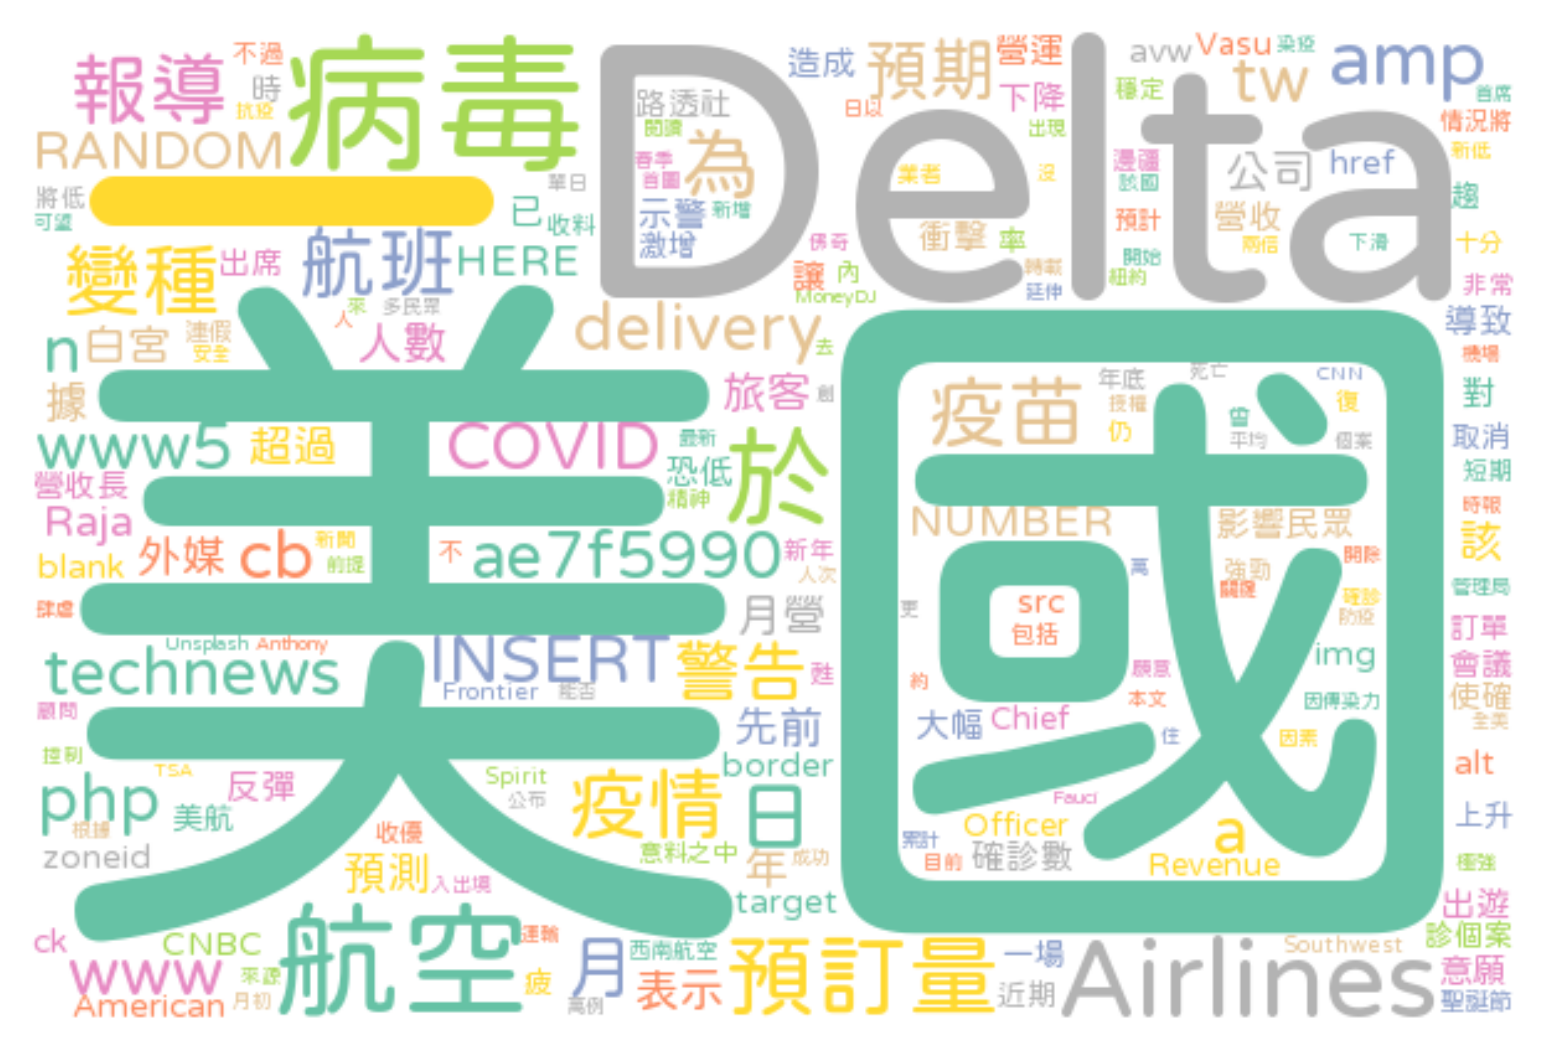 報導
不過
時
抗疫
病毒
Delta
路透社
閱讀
春季
首圖
為
示警
新增
激增
造成
預期
日以
營運
下降
出現
avw
Vasu
染疫
穩定
tw
amp
首席
情況將
新低
RANDOM
將低
可望
一
單日
已
收料
業者
沒
邊疆
該國
公司
href
趨
預計
營收
兩倍
下滑
十分
衝擊
率
佛奇
讓
內
MoneyDJ
轉載
延伸
開始
紐約
非常
變種
出席
航班
HERE
來
人
多民眾
人數
delivery
去
導致
機場
n
白宮
連假
安全
據
www5
超過
COVID
旅客
創
最新
恐低
精神
於
美國
疫苗
年底
授權
仍
死亡
曾
平均
CNN
復
個案
對
取消
短期
時報
該
管理局
營收長
Raja
blank
外媒
cb
新聞
前提
不
ae7f5990
新年
人次
NUMBER
影響民眾
萬
強勁
關鍵
開除
確診
防疫
肆虐
月營
更
src
包括
訂單
會議
Unsplash
Anthony
technews
INSERT
Frontier
能否
警告
甦
約
願意
本文
img
因傳染力
使確
全美
顧問
先前
大幅
Chief
住
因素
控制
TSA
反彈
php
根據
美航
Spirit
公布
疫情
border
日
Fauci
alt
上升
收優
意料之中
年
成功
累計
目前
Officer
確診數
a
Revenue
極強
zoneid
預測
入出境
target
出遊
ck
CNBC
www
來源
American
月初
航空
運輸
疲
月
萬例
西南航空
表示
預訂量
一場
近期
Airlines
Southwest
診個案
意願
聖誕節